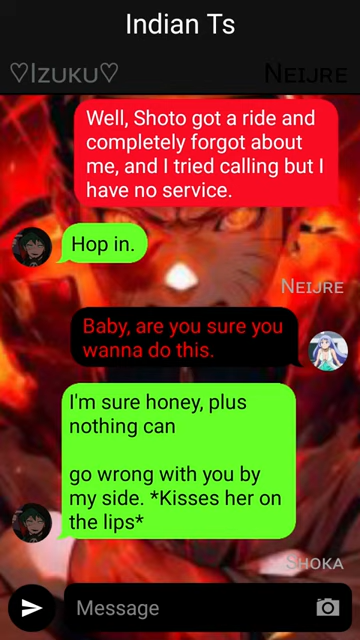 Indian Ts
♡Izuku♡
Neijre
Well, Shoto got a ride and
completely forgot about
me, and I tried calling but I
have no service.
Hop in.
Neijre
Baby, are you sure you
wanna do this.
I'm sure honey, plus
nothing can
go wrong with you by
my side. *Kisses her on
the lips*
Shoka
Message